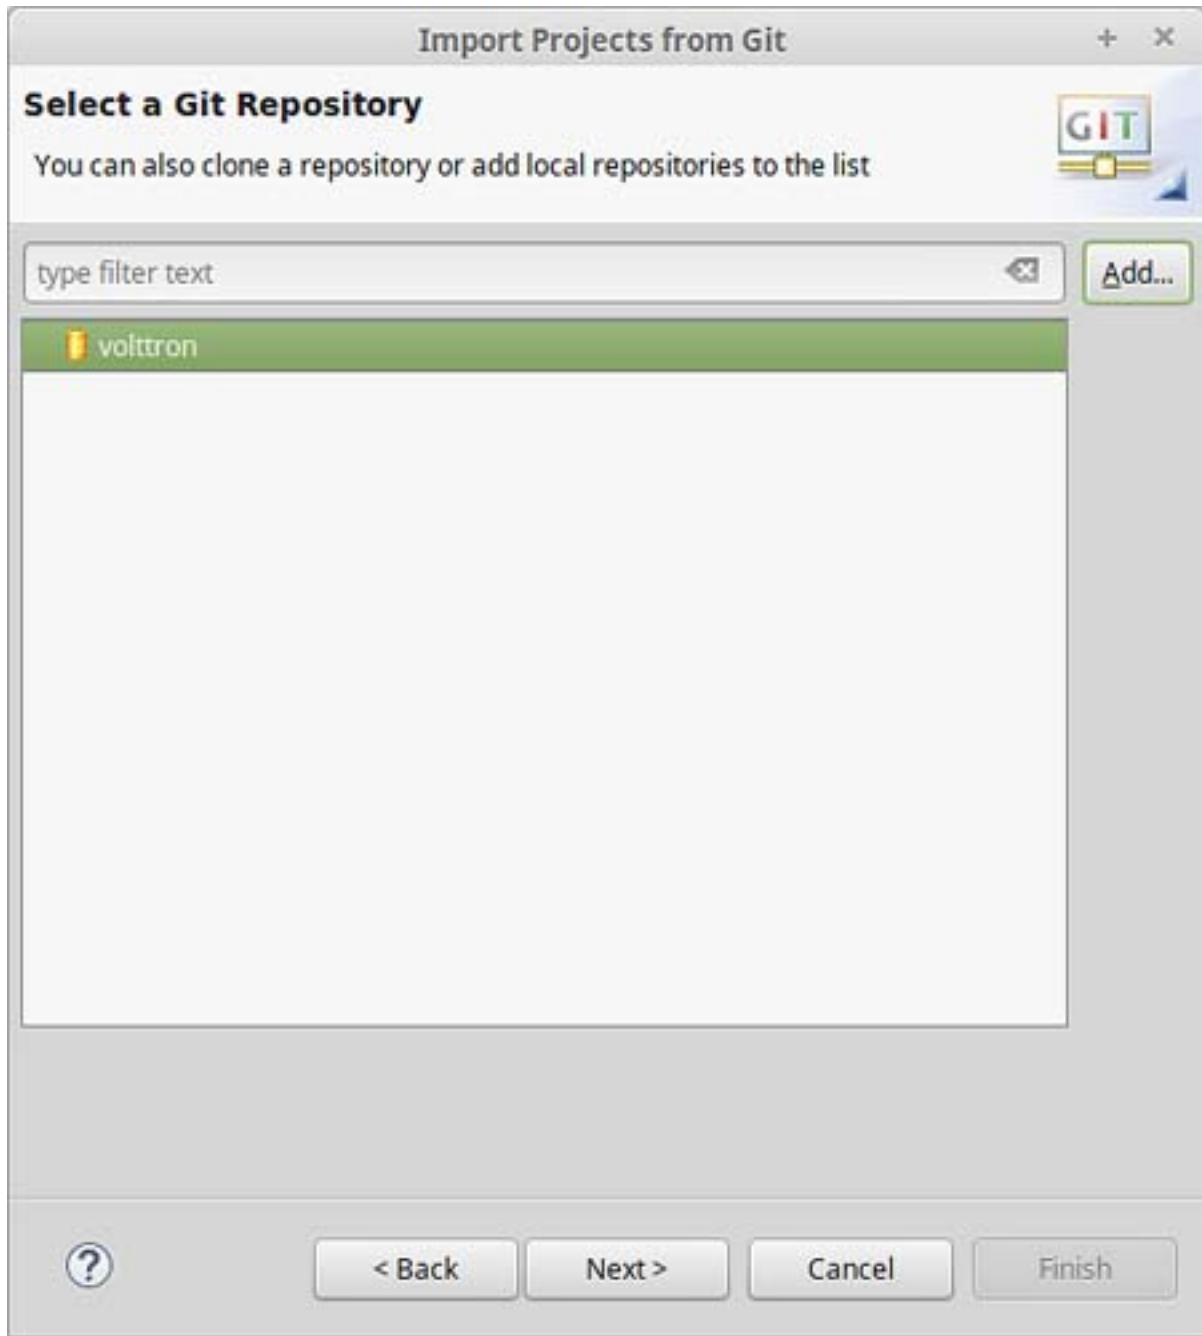 Import Projects from Git
Select a Git Repository
You can also clone a repository or add local repositories to the list
GIT
type filter text
Add...
volttron
?
< Back
Next >
Cancel
Finish